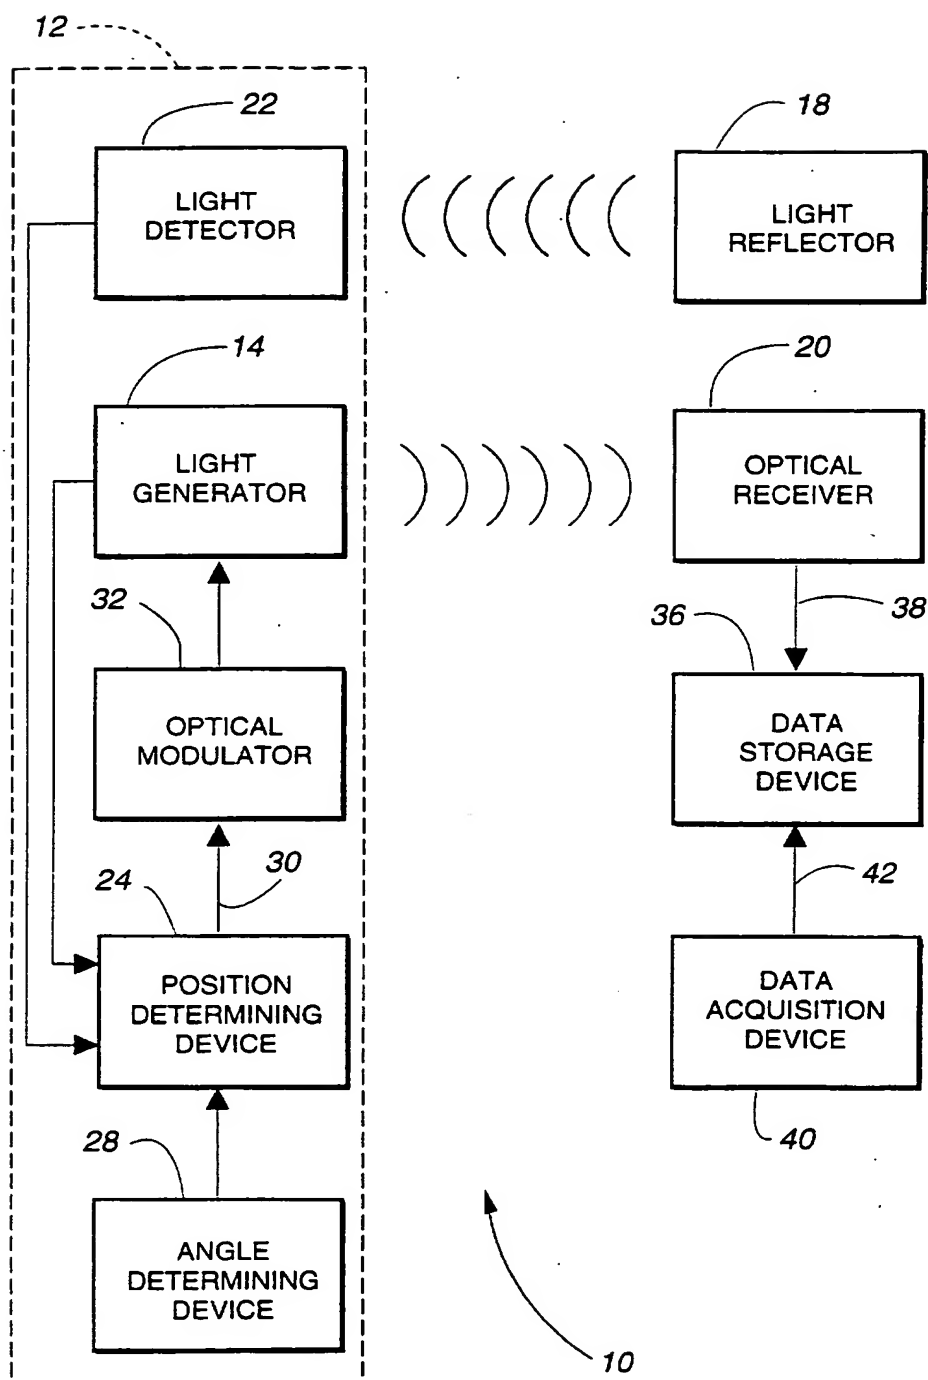 12
22
18
LIGHT
DETECTOR
LIGHT
REFLECTOR
14
20
LIGHT
GENERATOR
OPTICAL
RECEIVER
32
36
38
OPTICAL
MODULATOR
DATA
STORAGE
DEVICE
24
30
42
POSITION
DETERMINING
DEVICE
DATA
ACQUISITION
DEVICE
28
40
ANGLE
DETERMINING
DEVICE
10